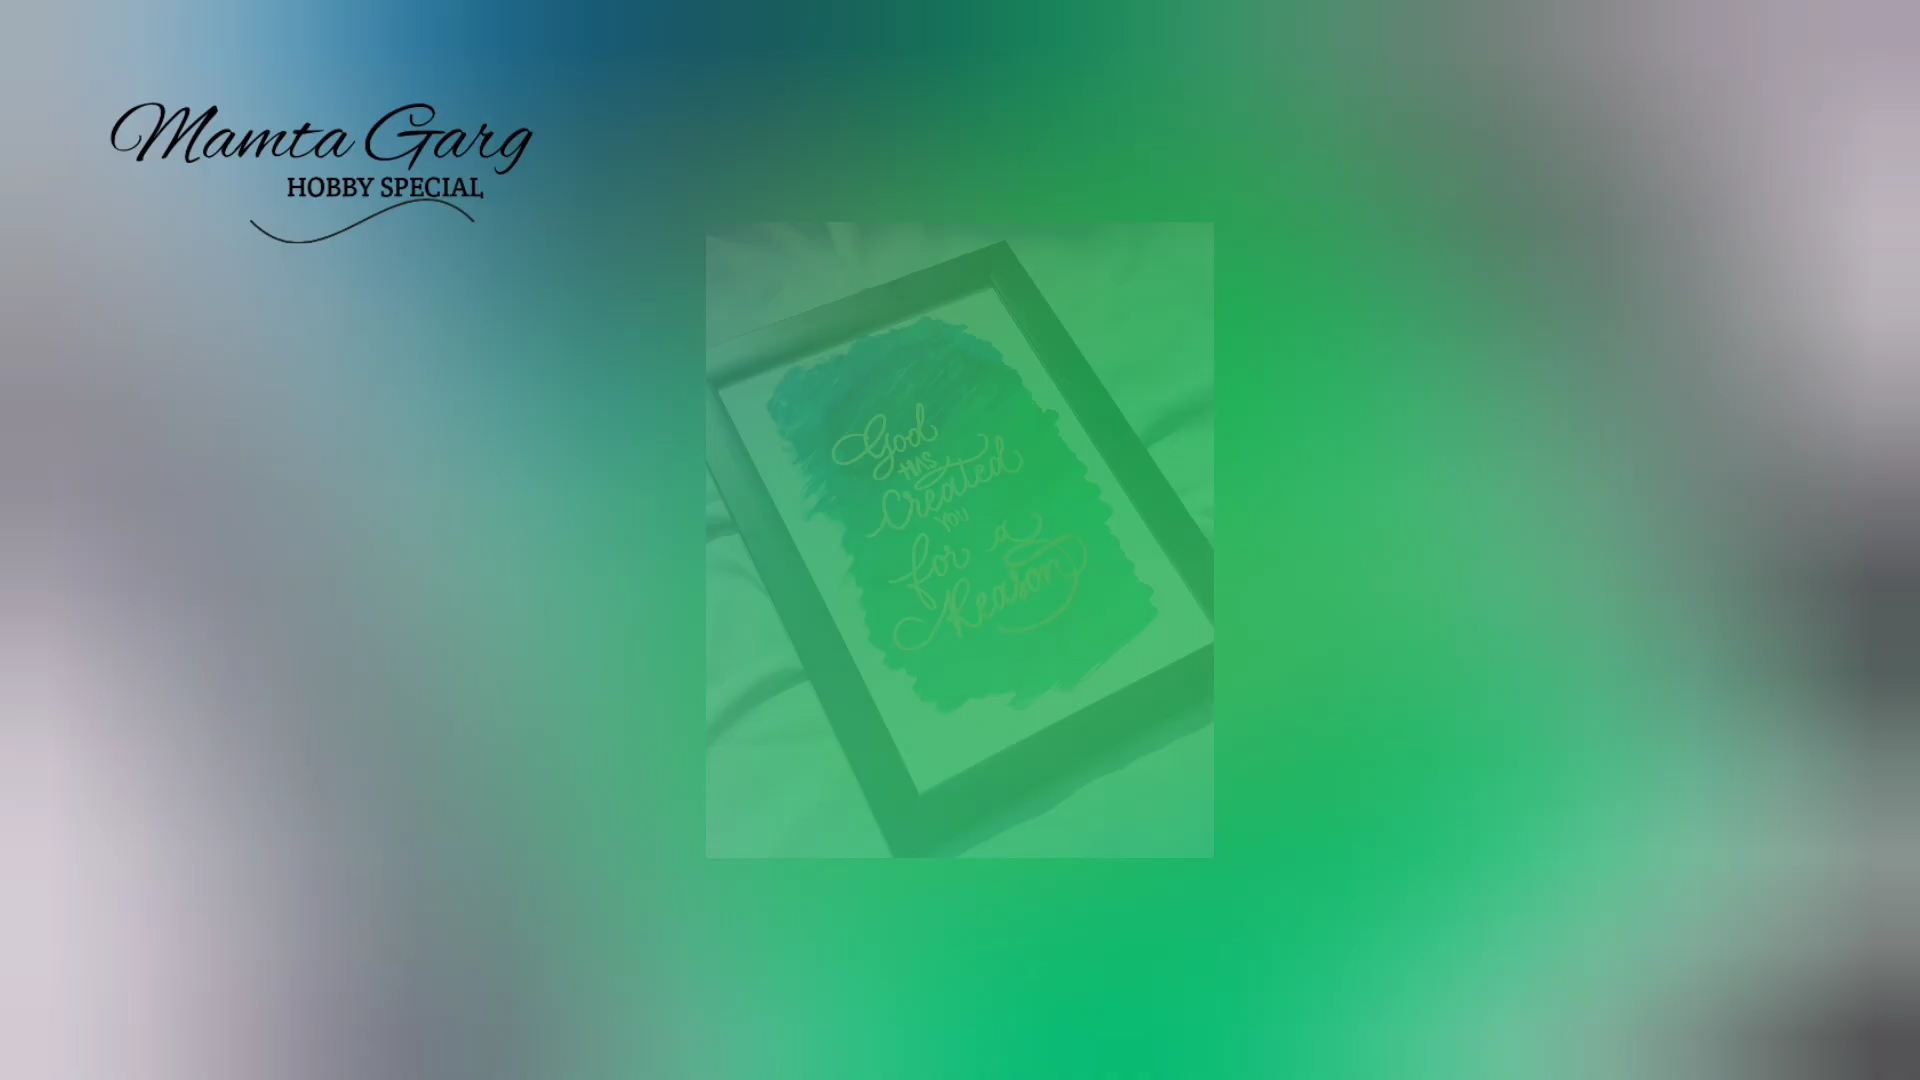 Mamta Garg
HOBBY SPECIAL
God
HAS
Created
YOU
for a
Reason